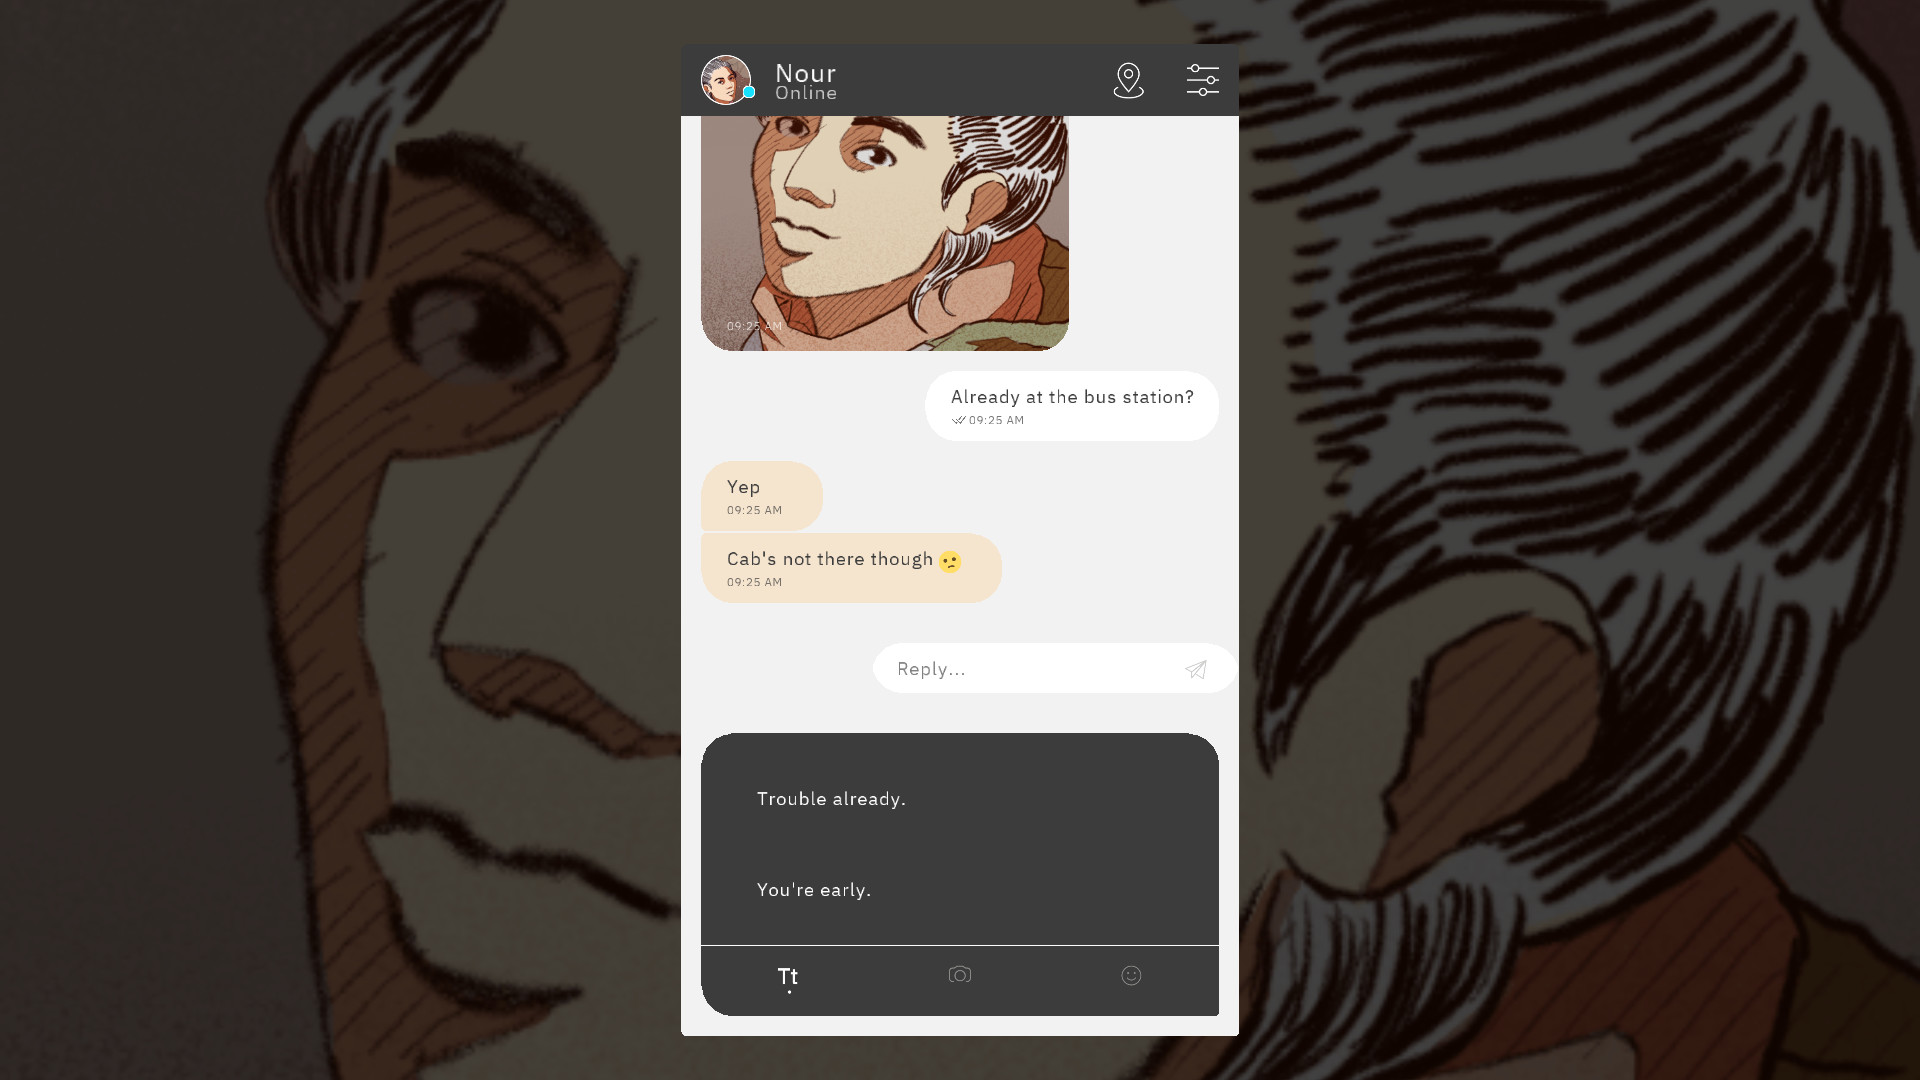 Nour
Online
09:25 AM
Already at the bus station?
09:25 AM
Yep
09:25 AM
Cab's not there though
09:25 AM
Reply...
Trouble already.
You're early.
Tt